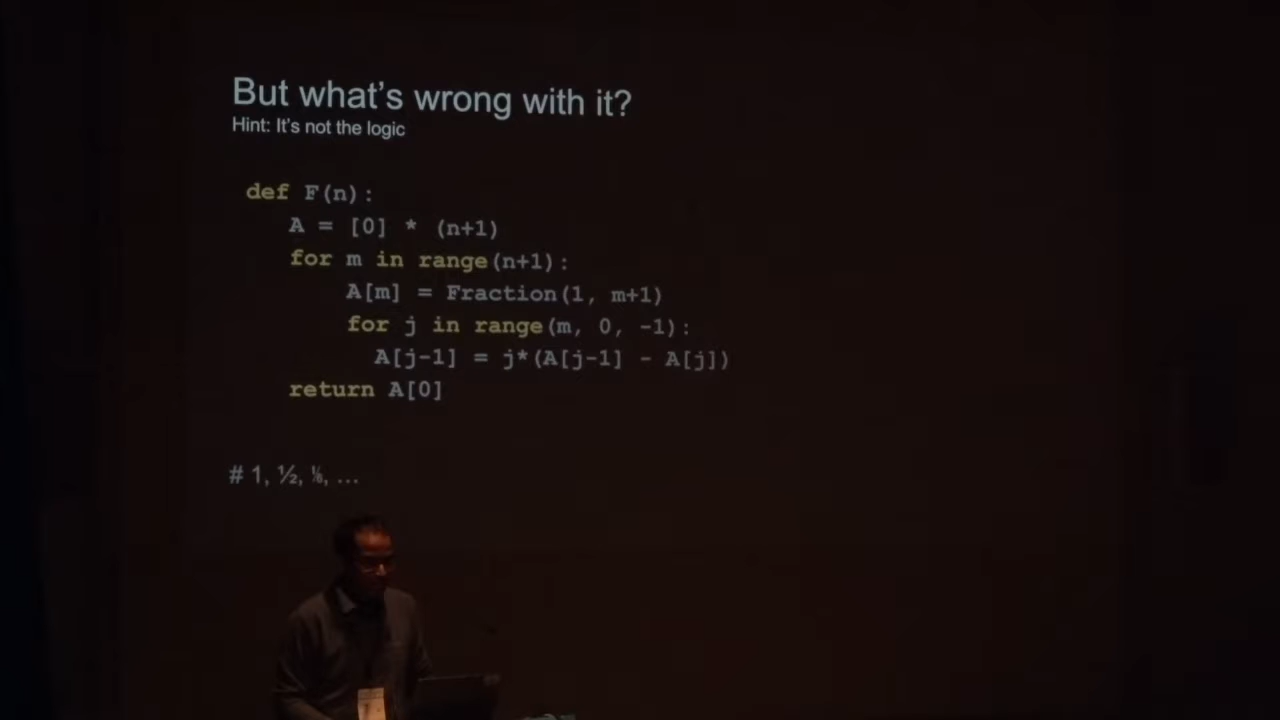 But what's wrong with it?
Hint: It's not the logic
def F(n):
A = [0] * (n+1)
for m in range(n+1):
A[m] = Fraction(1, m+1)
for j in range(m, 0, -1):
A[j-1] = j*(A[j-1] - A[j])
return A[0]
# 1, ½, ⅙, …